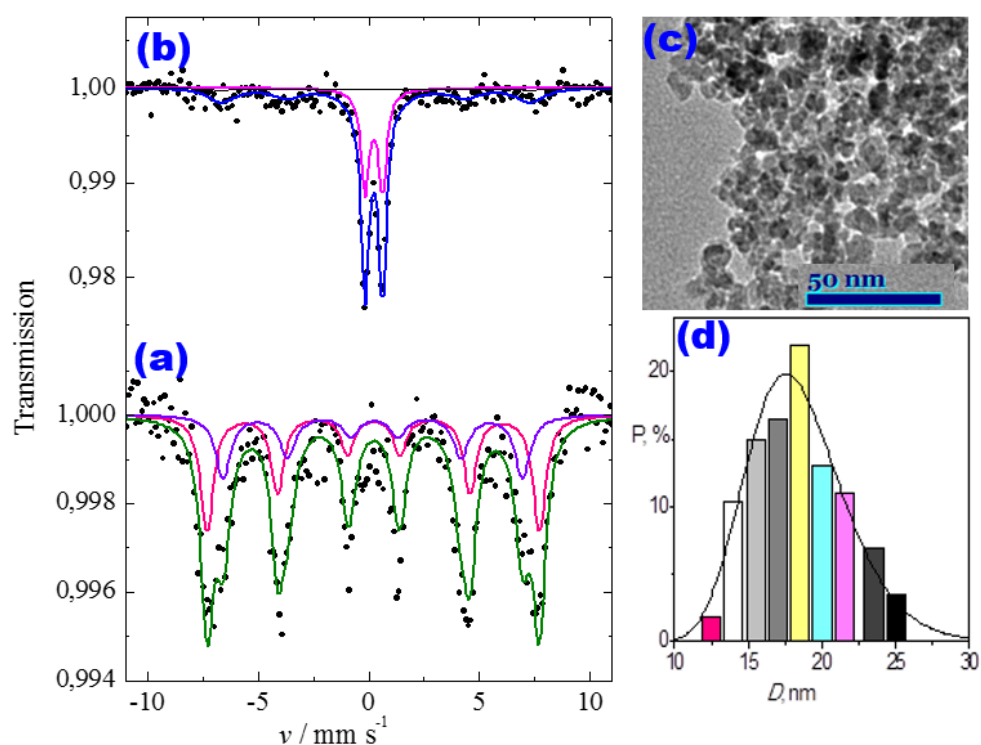 (b)
1,00
0,99
0,98
Transmission
(a)
1,000
0,998
0,996
0,994
-10 -5 0 5 10
v / mm s⁻¹
(c)
50 nm
(d)
20
P, %
10
0
10 15 20 25 30
D, nm